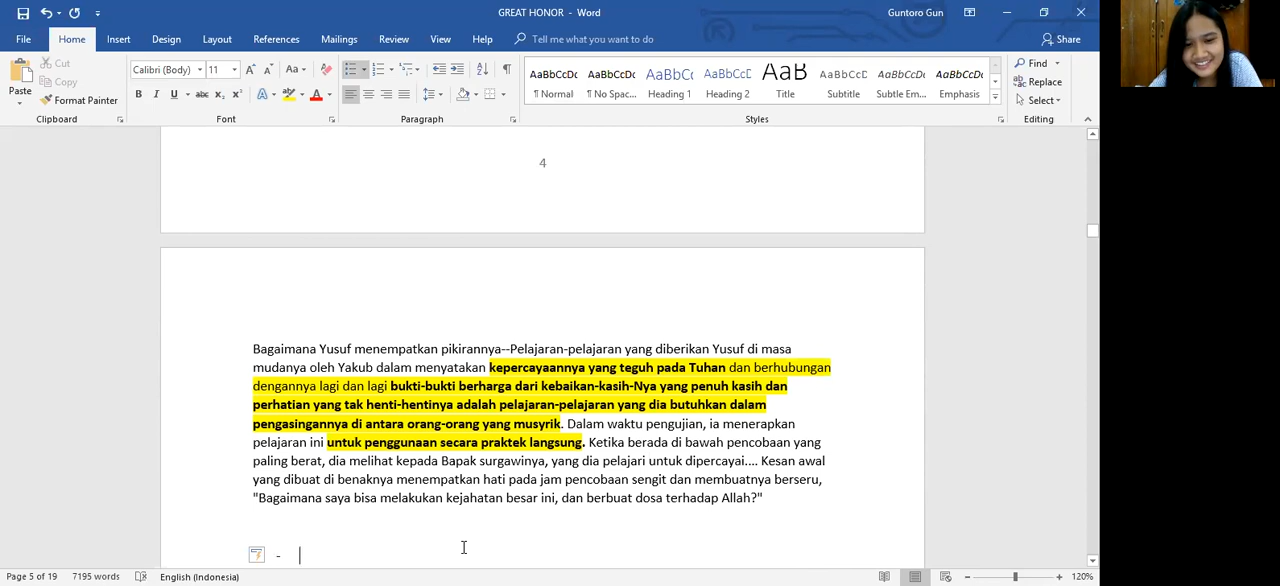 GREAT HONOR - Word
Guntoro Gun
File Home Insert Design Layout References Mailings Review View Help Tell me what you want to do Share
Paste Cut Copy Format Painter
Calibri (Body) 11
AaBbCcDc AaBbCcDc AaBbCc AaBbCcD AaB AaBbCcD AaBbCcDc AaBbCcDc
¶ Normal ¶ No Spac... Heading 1 Heading 2 Title Subtitle Subtle Em... Emphasis
Find Replace Select
Clipboard Font Paragraph Styles Editing
4
Bagaimana Yusuf menempatkan pikirannya--Pelajaran-pelajaran yang diberikan Yusuf di masa
mudanya oleh Yakub dalam menyatakan kepercayaannya yang teguh pada Tuhan dan berhubungan
dengannya lagi dan lagi bukti-bukti berharga dari kebaikan-kasih-Nya yang penuh kasih dan
perhatian yang tak henti-hentinya adalah pelajaran-pelajaran yang dia butuhkan dalam
pengasingannya di antara orang-orang yang musyrik. Dalam waktu pengujian, ia menerapkan
pelajaran ini untuk penggunaan secara praktek langsung. Ketika berada di bawah pencobaan yang
paling berat, dia melihat kepada Bapak surgawinya, yang dia pelajari untuk dipercayai.... Kesan awal
yang dibuat di benaknya menempatkan hati pada jam pencobaan sengit dan membuatnya berseru,
"Bagaimana saya bisa melakukan kejahatan besar ini, dan berbuat dosa terhadap Allah?"
-
Page 5 of 19 7195 words English (Indonesia) 120%